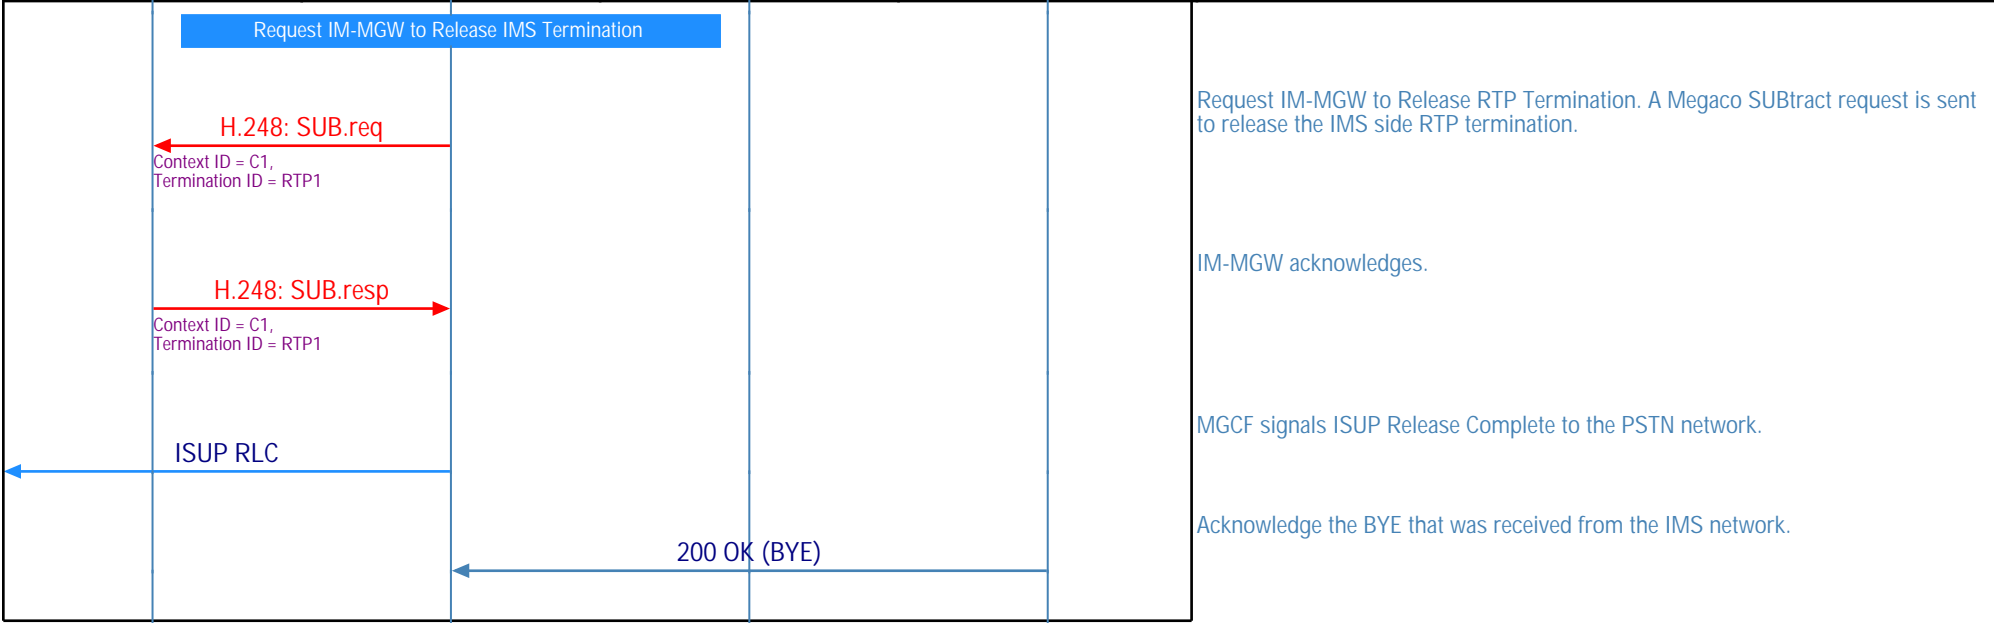 Request IM-MGW to Release IMS Termination
Request IM-MGW to Release RTP Termination. A Megaco SUBtract request is sent
to release the IMS side RTP termination.
H.248: SUB.req
Context ID = C1,
Termination ID = RTP1
IM-MGW acknowledges.
H.248: SUB.resp
Context ID = C1,
Termination ID = RTP1
MGCF signals ISUP Release Complete to the PSTN network.
ISUP RLC
Acknowledge the BYE that was received from the IMS network.
200 OK (BYE)